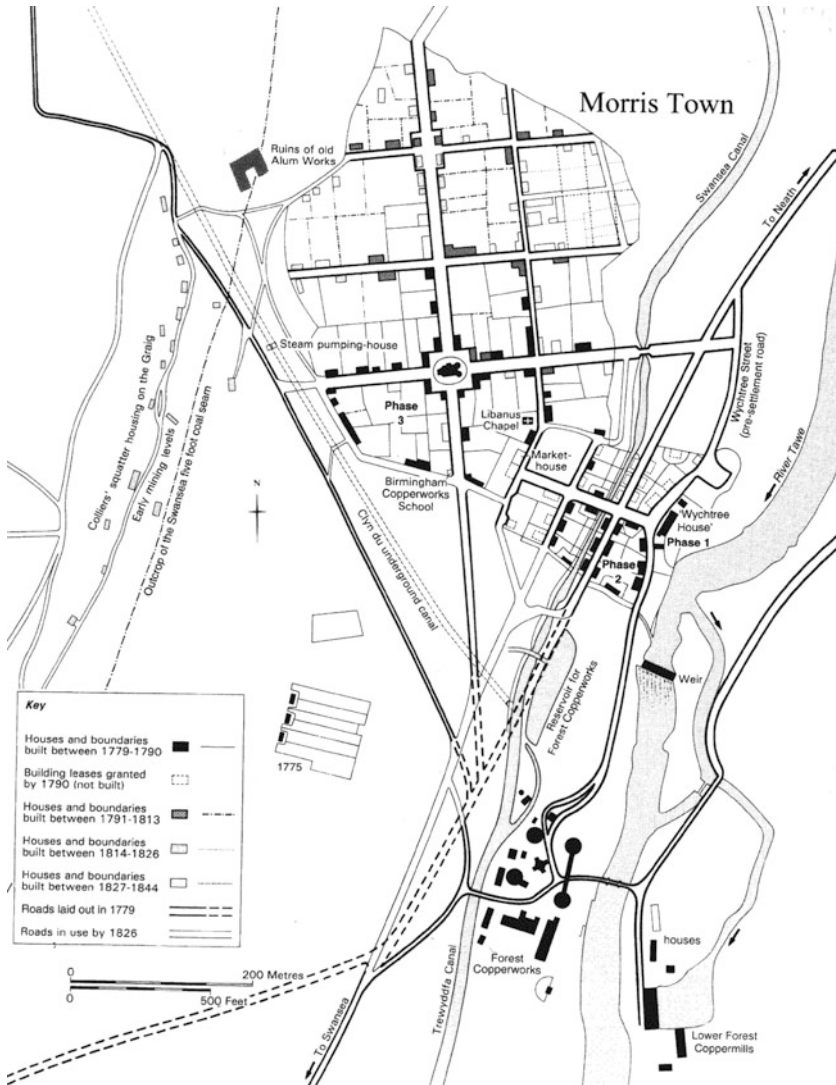 Morris Town
Ruins of old
Alum Works
Swansea Canal
To Neath
Steam pumping-house
Wychtree Street
(pre-settlement road)
Phase
3
Libanus
Chapel
Market-
house
River Tawe
Birmingham
Copperworks
School
'Wychtree
House'
Phase 1
Phase
2
Colliers' squatter housing on the Graig
Early mining levels
Outcrop of the Swansea five foot coal seam
N
Clyn du underground canal
Reservoir for
Forest Copperworks
Weir
1775
Key
Houses and boundaries
built between 1779-1790
Building leases granted
by 1790 (not built)
Houses and boundaries
built between 1791-1813
Houses and boundaries
built between 1814-1826
Houses and boundaries
built between 1827-1844
Roads laid out in 1779
Roads in use by 1826
0 200 Metres
0 500 Feet
To Swansea
Trewyddfa Canal
Forest
Copperworks
houses
Lower Forest
Coppermills